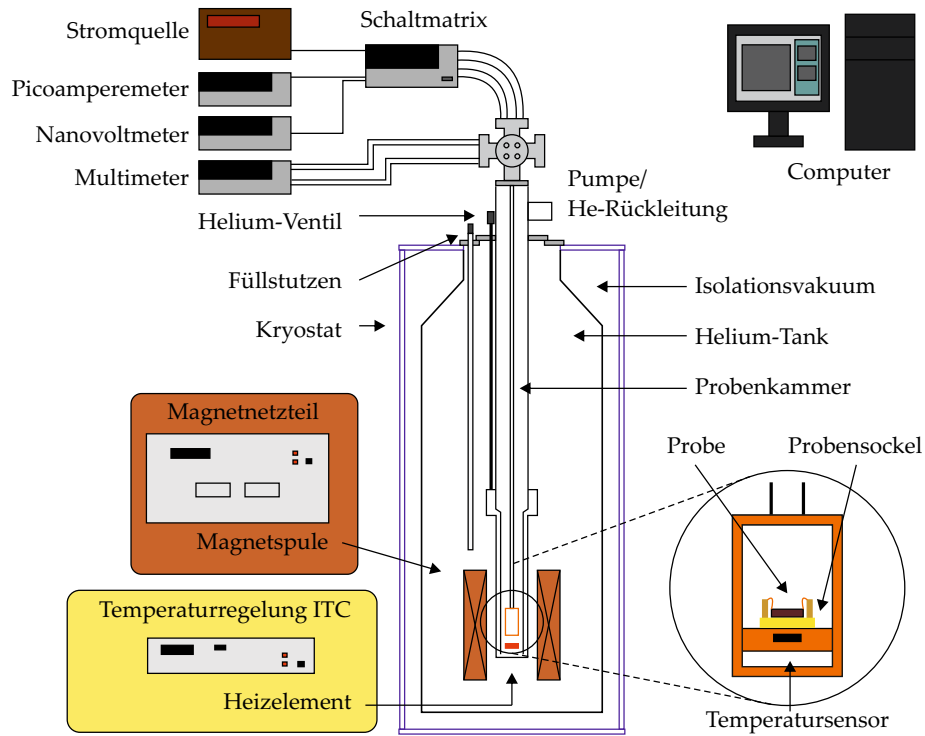 Stromquelle
Schaltmatrix
Picoamperemeter
Nanovoltmeter
Multimeter
Computer
Pumpe/
He-Rückleitung
Helium-Ventil
Füllstutzen
Kryostat
Isolationsvakuum
Helium-Tank
Probenkammer
Magnetnetzteil
Magnetspule
Probe
Probensockel
Temperaturregelung ITC
Heizelement
Temperatursensor